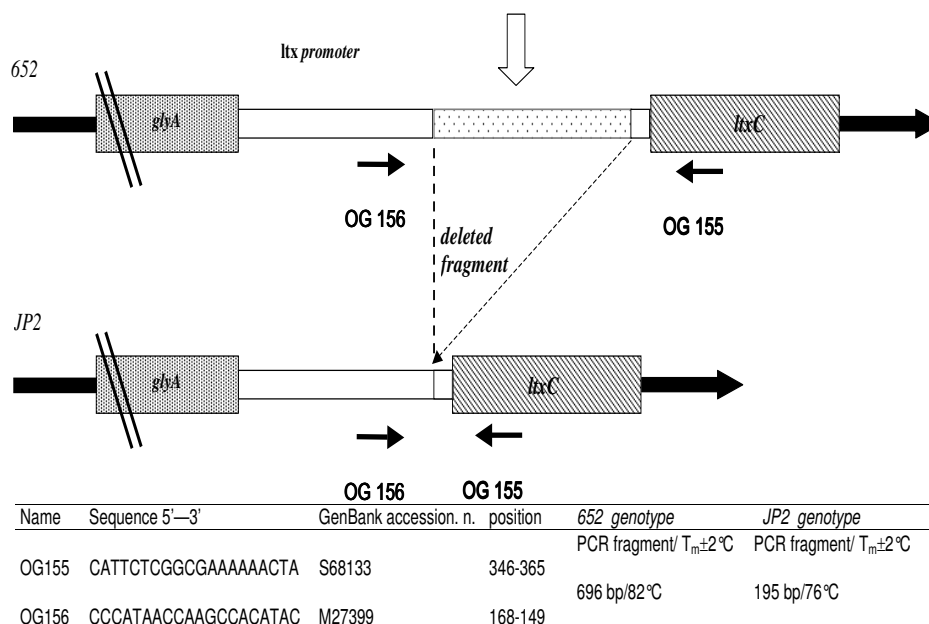 ltx promoter
652
glyA
ltxC
OG 156
OG 155
deleted
fragment
JP2
glyA
ltxC
OG 156 OG 155
Name Sequence 5'—3' GenBank accession. n. position 652 genotype JP2 genotype
PCR fragment/ Tm±2°C PCR fragment/ Tm±2°C
OG155 CATTCTCGGCGAAAAAACTA S68133 346-365
696 bp/82°C 195 bp/76°C
OG156 CCCATAACCAAGCCACATAC M27399 168-149